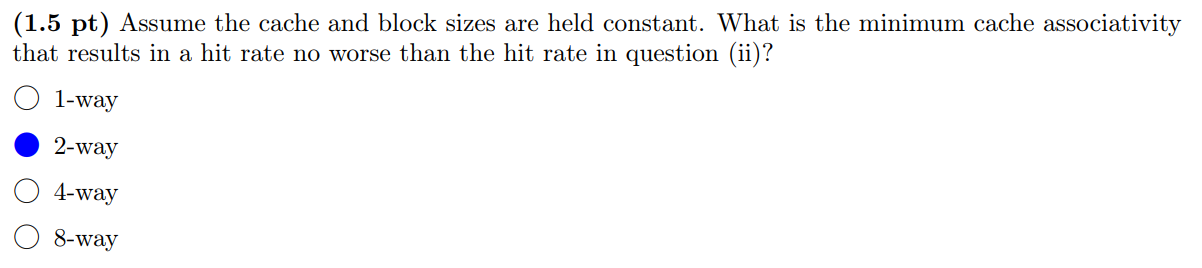 (1.5 pt) Assume the cache and block sizes are held constant. What is the minimum cache associativity
that results in a hit rate no worse than the hit rate in question (ii)?
1-way
2-way
4-way
8-way